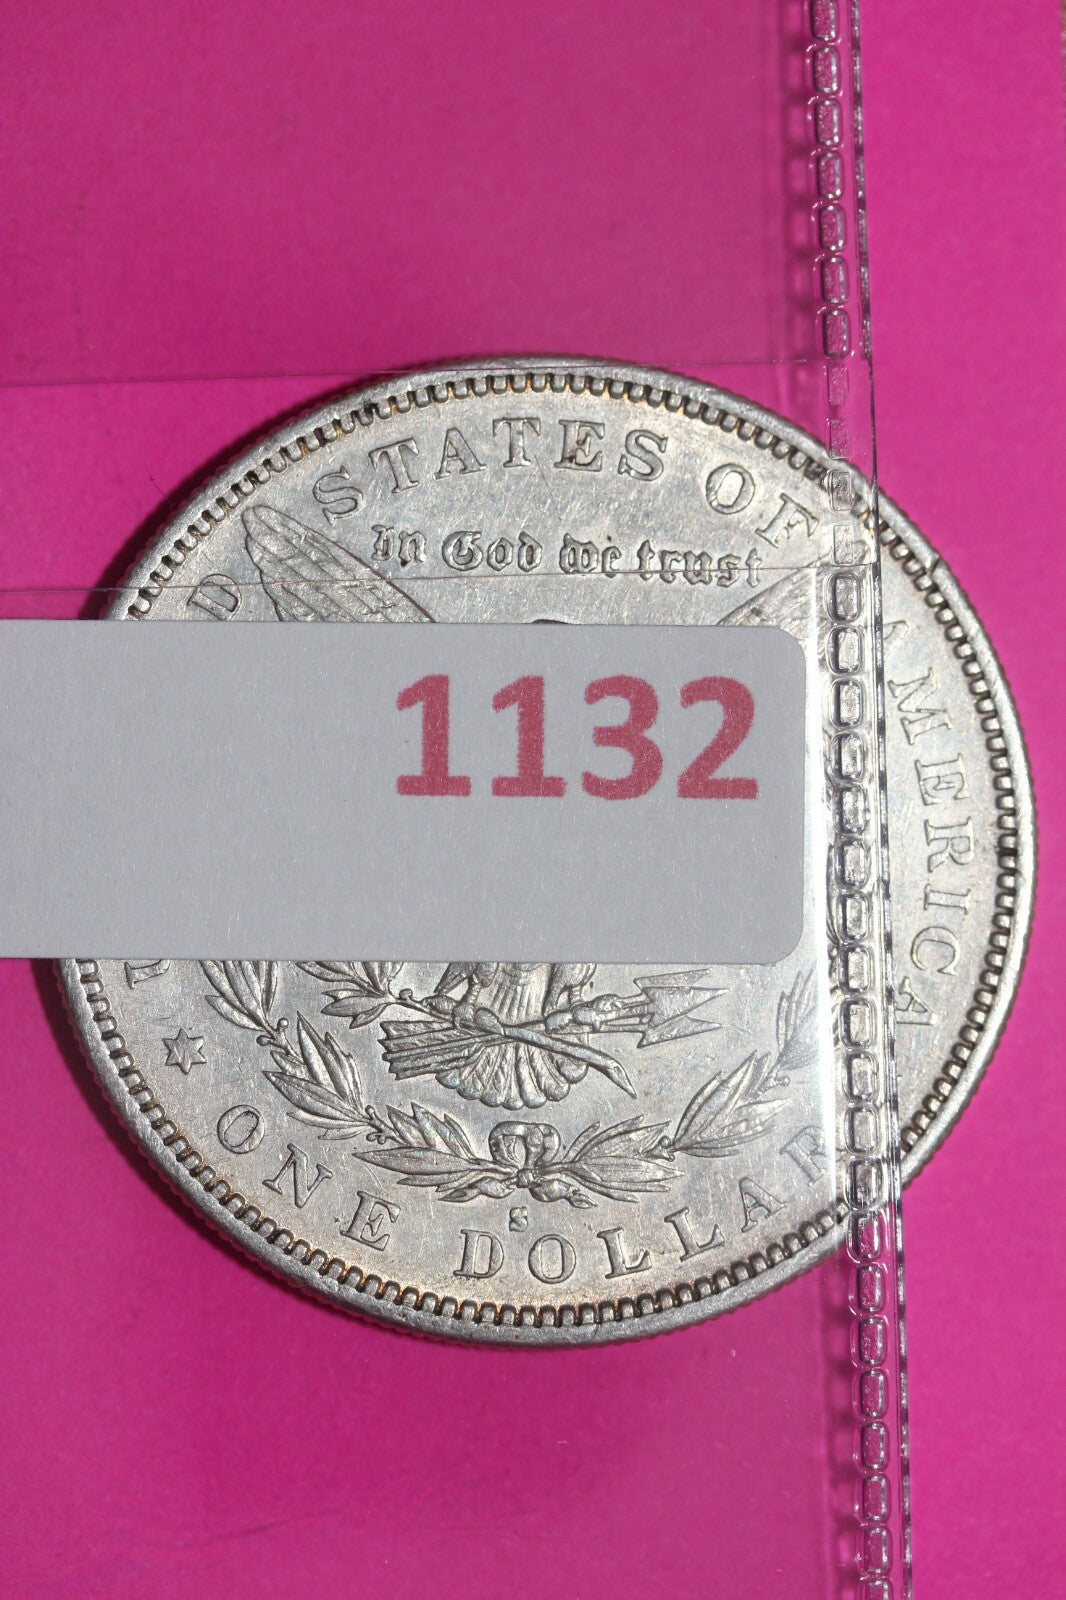 D STATES OF AMERICA
In God we trust
1132
S
ONE DOLLAR